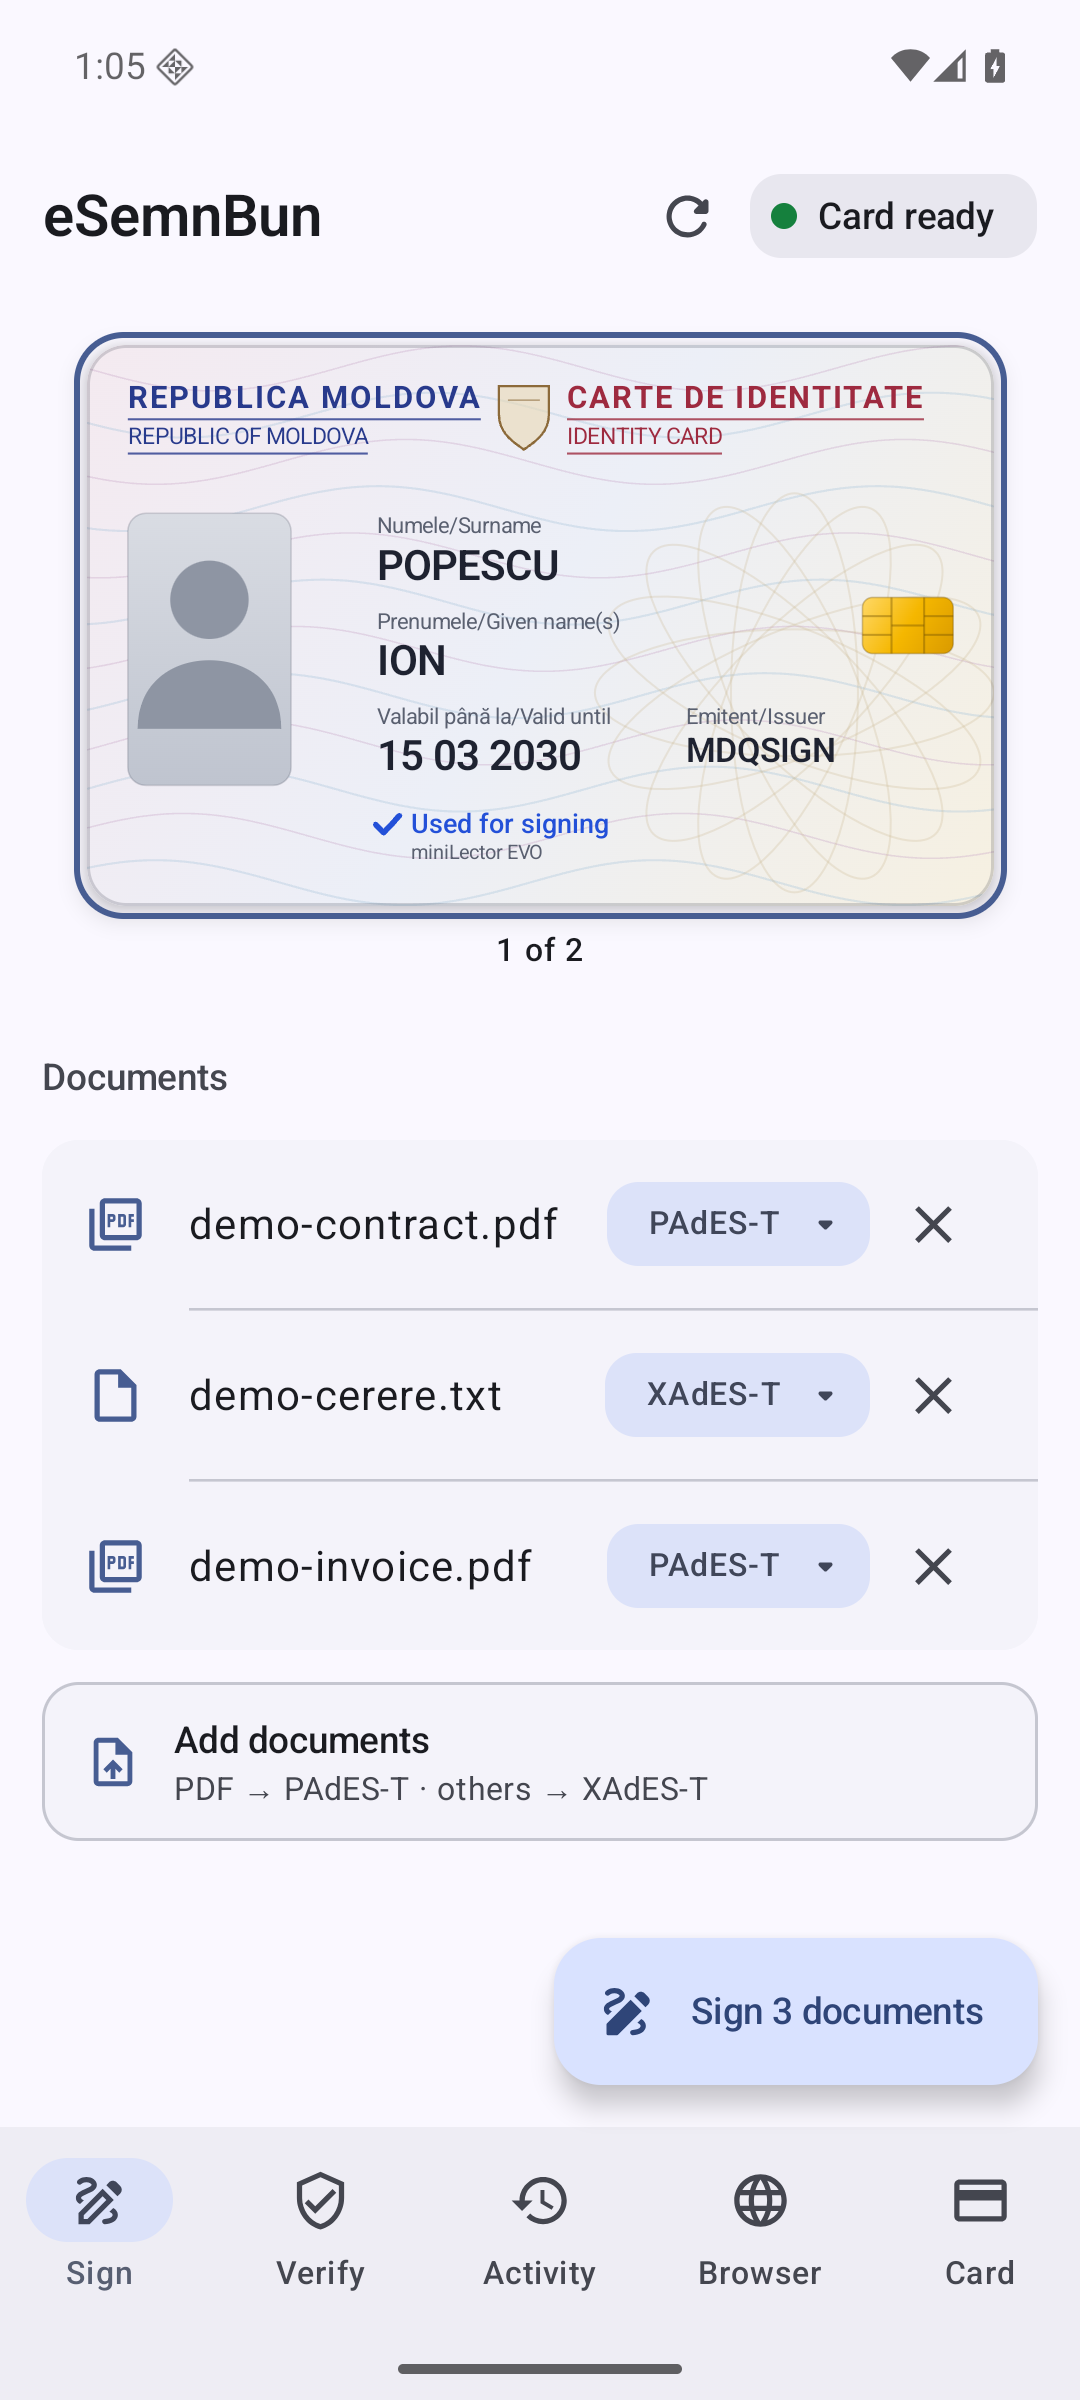 1:05
eSemnBun
Card ready
REPUBLICA MOLDOVA
REPUBLIC OF MOLDOVA
CARTE DE IDENTITATE
IDENTITY CARD
Numele/Surname
POPESCU
Prenumele/Given name(s)
ION
Valabil până la/Valid until
15 03 2030
Emitent/Issuer
MDQSIGN
Used for signing
miniLector EVO
1 of 2
Documents
PDF
demo-contract.pdf
PAdES-T
demo-cerere.txt
XAdES-T
PDF
demo-invoice.pdf
PAdES-T
Add documents
PDF → PAdES-T · others → XAdES-T
Sign 3 documents
Sign
Verify
Activity
Browser
Card